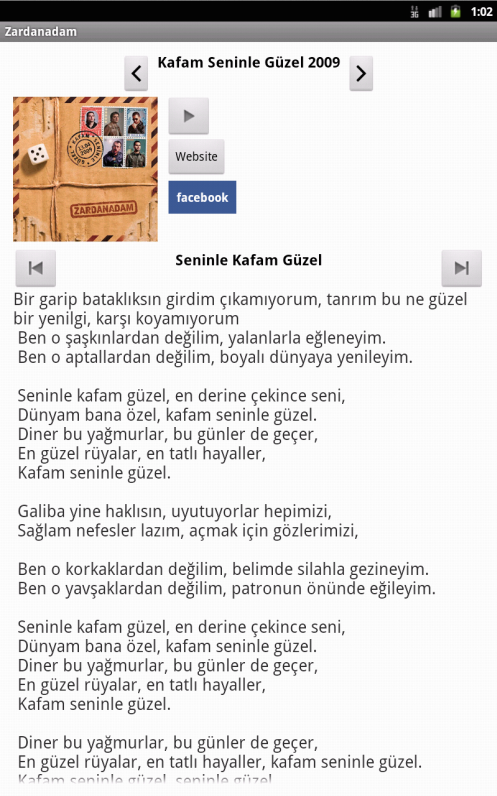 3G
1:02
Zardanadam
Kafam Seninle Güzel 2009
Website
facebook
ZARDANADAM
Seninle Kafam Güzel
Bir garip bataklıksın girdim çıkamıyorum, tanrım bu ne güzel
bir yenilgi, karşı koyamıyorum
Ben o şaşkınlardan değilim, yalanlarla eğleneyim.
Ben o aptallardan değilim, boyalı dünyaya yenileyim.
Seninle kafam güzel, en derine çekince seni,
Dünyam bana özel, kafam seninle güzel.
Diner bu yağmurlar, bu günler de geçer,
En güzel rüyalar, en tatlı hayaller,
Kafam seninle güzel.
Galiba yine haklısın, uyutuyorlar hepimizi,
Sağlam nefesler lazım, açmak için gözlerimizi,
Ben o korkaklardan değilim, belimde silahla gezineyim.
Ben o yavşaklardan değilim, patronun önünde eğileyim.
Seninle kafam güzel, en derine çekince seni,
Dünyam bana özel, kafam seninle güzel.
Diner bu yağmurlar, bu günler de geçer,
En güzel rüyalar, en tatlı hayaller,
Kafam seninle güzel.
Diner bu yağmurlar, bu günler de geçer,
En güzel rüyalar, en tatlı hayaller, kafam seninle güzel.
Kafam seninle güzel, seninle güzel